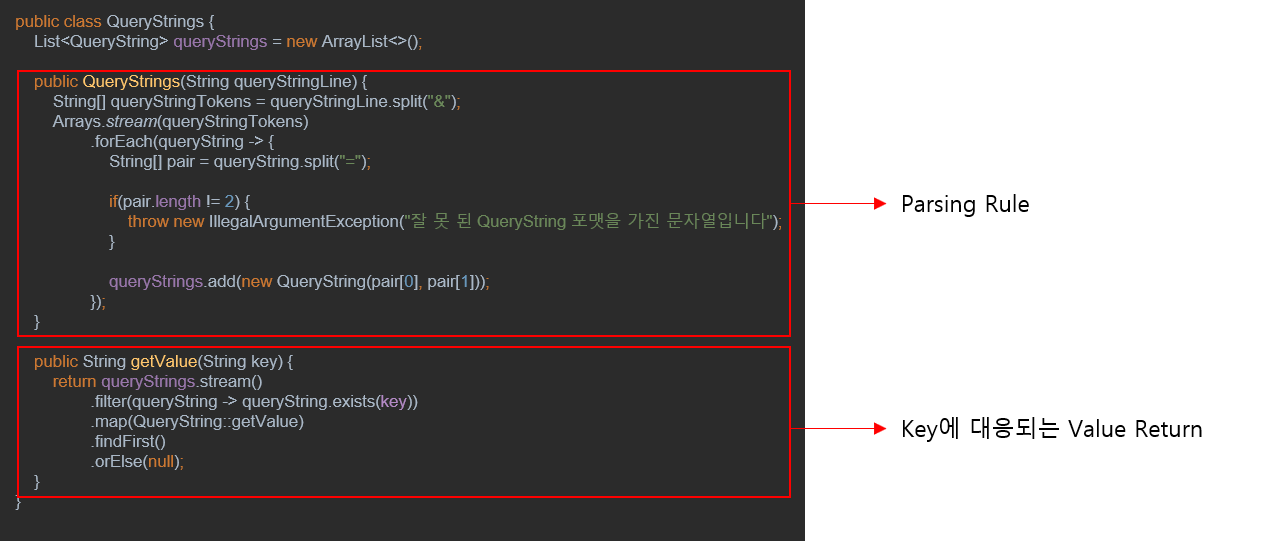 public class QueryStrings {
List<QueryString> queryStrings = new ArrayList<>();
public QueryStrings(String queryStringLine) {
String[] queryStringTokens = queryStringLine.split("&");
Arrays.stream(queryStringTokens)
.forEach(queryString -> {
String[] pair = queryString.split("=");
if(pair.length != 2) {
throw new IllegalArgumentException("잘 못 된 QueryString 포맷을 가진 문자열입니다");
}
queryStrings.add(new QueryString(pair[0], pair[1]));
});
}
Parsing Rule
public String getValue(String key) {
return queryStrings.stream()
.filter(queryString -> queryString.exists(key))
.map(QueryString::getValue)
.findFirst()
.orElse(null);
}
}
Key에 대응되는 Value Return